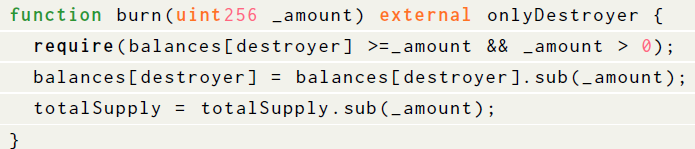 function burn(uint256 _amount) external onlyDestroyer {
require(balances[destroyer] >=_amount && _amount > 0);
balances[destroyer] = balances[destroyer].sub(_amount);
totalSupply = totalSupply.sub(_amount);
}